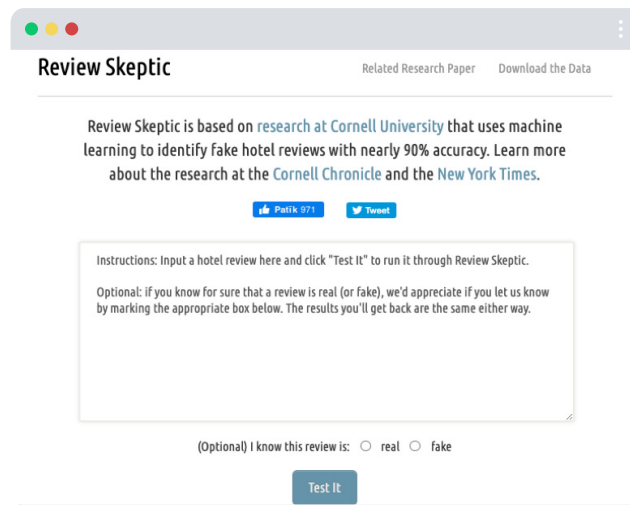 Review Skeptic
Related Research Paper Download the Data
Review Skeptic is based on research at Cornell University that uses machine
learning to identify fake hotel reviews with nearly 90% accuracy. Learn more
about the research at the Cornell Chronicle and the New York Times.
Patīk 971 Tweet
Instructions: Input a hotel review here and click "Test It" to run it through Review Skeptic.
Optional: if you know for sure that a review is real (or fake), we'd appreciate if you let us know
by marking the appropriate box below. The results you'll get back are the same either way.
(Optional) I know this review is: real fake
Test It